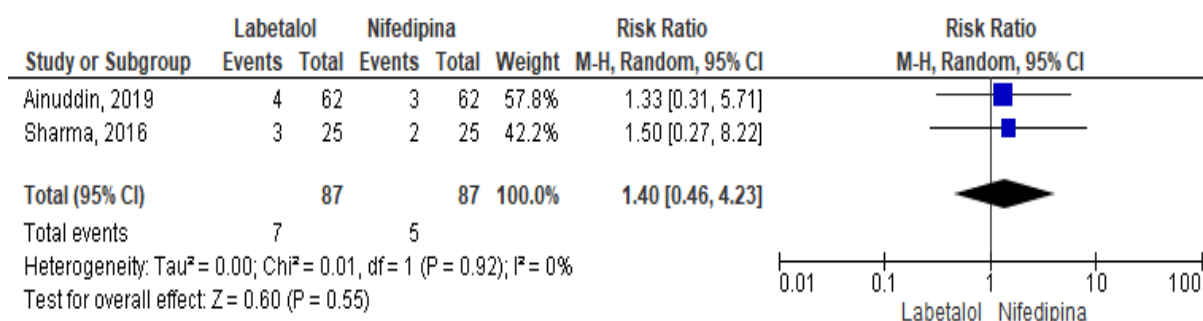 Labetalol Nifedipina Risk Ratio Risk Ratio
Study or Subgroup Events Total Events Total Weight M-H, Random, 95% CI M-H, Random, 95% CI
Ainuddin, 2019 4 62 3 62 57.8% 1.33 [0.31, 5.71]
Sharma, 2016 3 25 2 25 42.2% 1.50 [0.27, 8.22]
Total (95% CI) 87 87 100.0% 1.40 [0.46, 4.23]
Total events 7 5
Heterogeneity: Tau² = 0.00; Chi² = 0.01, df = 1 (P = 0.92); I² = 0%
Test for overall effect: Z = 0.60 (P = 0.55)
0.01 0.1 1 10 100
Labetalol Nifedipina